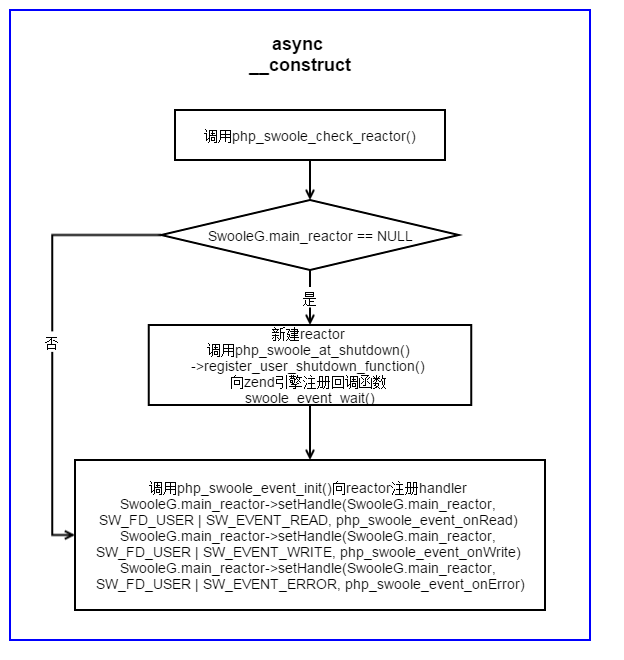 async
__construct
调用php_swoole_check_reactor()
SwooleG.main_reactor == NULL
是
否
新建reactor
调用php_swoole_at_shutdown()
->register_user_shutdown_function()
向zend引擎注册回调函数
swoole_event_wait()
调用php_swoole_event_init()向reactor注册handler
SwooleG.main_reactor->setHandle(SwooleG.main_reactor,
SW_FD_USER | SW_EVENT_READ, php_swoole_event_onRead)
SwooleG.main_reactor->setHandle(SwooleG.main_reactor,
SW_FD_USER | SW_EVENT_WRITE, php_swoole_event_onWrite)
SwooleG.main_reactor->setHandle(SwooleG.main_reactor,
SW_FD_USER | SW_EVENT_ERROR, php_swoole_event_onError)